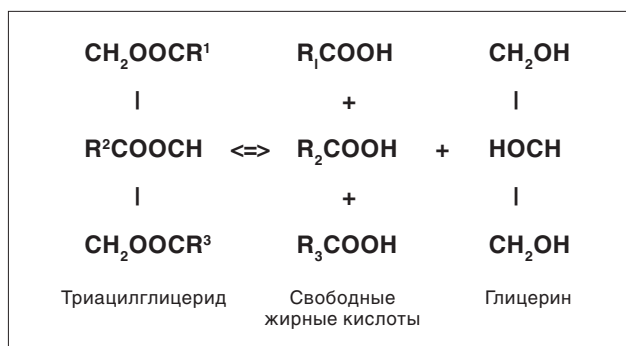 CH₂OOCR¹ R₁COOH CH₂OH
| + |
R²COOCH <=> R₂COOH + HOCH
| + |
CH₂OOCR³ R₃COOH CH₂OH
Триацилглицерид Свободные Глицерин
жирные кислоты